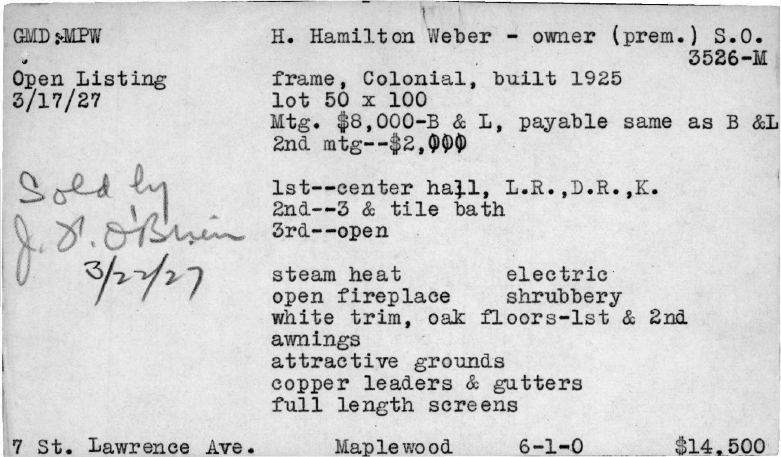 GMD:MPW H. Hamilton Weber - owner (prem.) S.O.
3526-M
Open Listing frame, Colonial, built 1925
3/17/27 lot 50 x 100
Mtg. $8,000-B & L, payable same as B &L
2nd mtg--$2,000
Sold by
J. P. O'Brien
3/22/27
1st--center hall, L.R.,D.R.,K.
2nd--3 & tile bath
3rd--open
steam heat electric
open fireplace shrubbery
white trim, oak floors-1st & 2nd
awnings
attractive grounds
copper leaders & gutters
full length screens
7 St. Lawrence Ave. Maplewood 6-1-0 $14,500